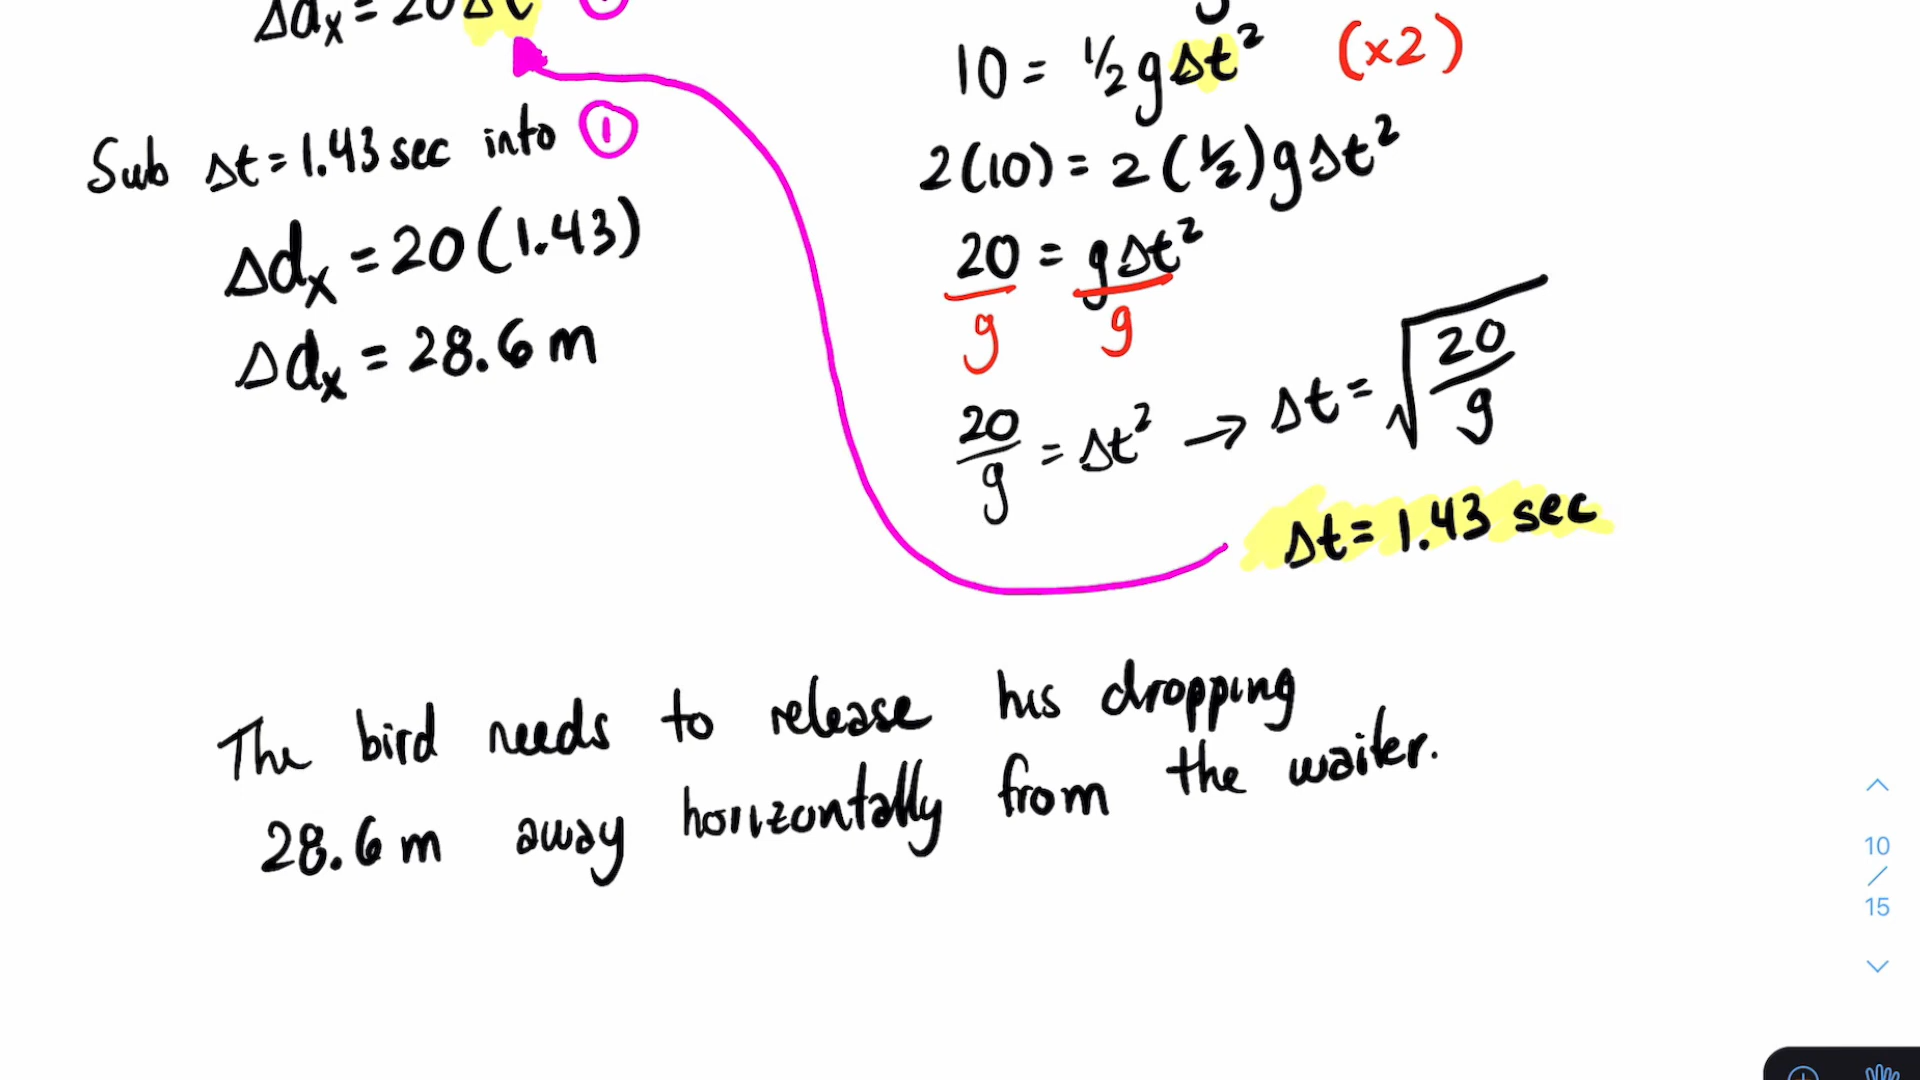 Δdx = 20Δt
Sub Δt = 1.43 sec into ①
Δdx = 20(1.43)
Δdx = 28.6 m
10 = ½gΔt² (x2)
2(10) = 2(½)gΔt²
20/g = gΔt²/g
20/g = Δt² → Δt = √(20/g)
Δt = 1.43 sec
The bird needs to release his dropping
28.6 m away horizontally from the waiter.
10
/
15